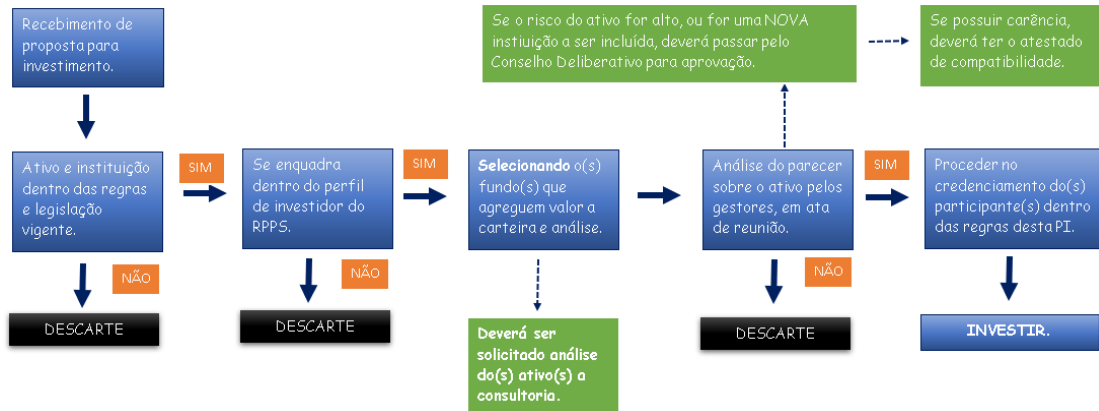 Recebimento de
proposta para
investimento.
Se o risco do ativo for alto, ou for uma NOVA
instiuição a ser incluída, deverá passar pelo
Conselho Deliberativo para aprovação.
Se possuir carência,
deverá ter o atestado
de compatibilidade.
Ativo e instituição
dentro das regras
e legislação
vigente.
SIM
Se enquadra
dentro do perfil
de investidor do
RPPS.
SIM
Selecionando o(s)
fundo(s) que
agreguem valor a
carteira e análise.
Análise do parecer
sobre o ativo pelos
gestores, em ata
de reunião.
SIM
Proceder no
credenciamento do(s)
participante(s) dentro
das regras desta PI.
NÃO
NÃO
NÃO
DESCARTE
DESCARTE
Deverá ser
solicitado análise
do(s) ativo(s) a
consultoria.
DESCARTE
INVESTIR.